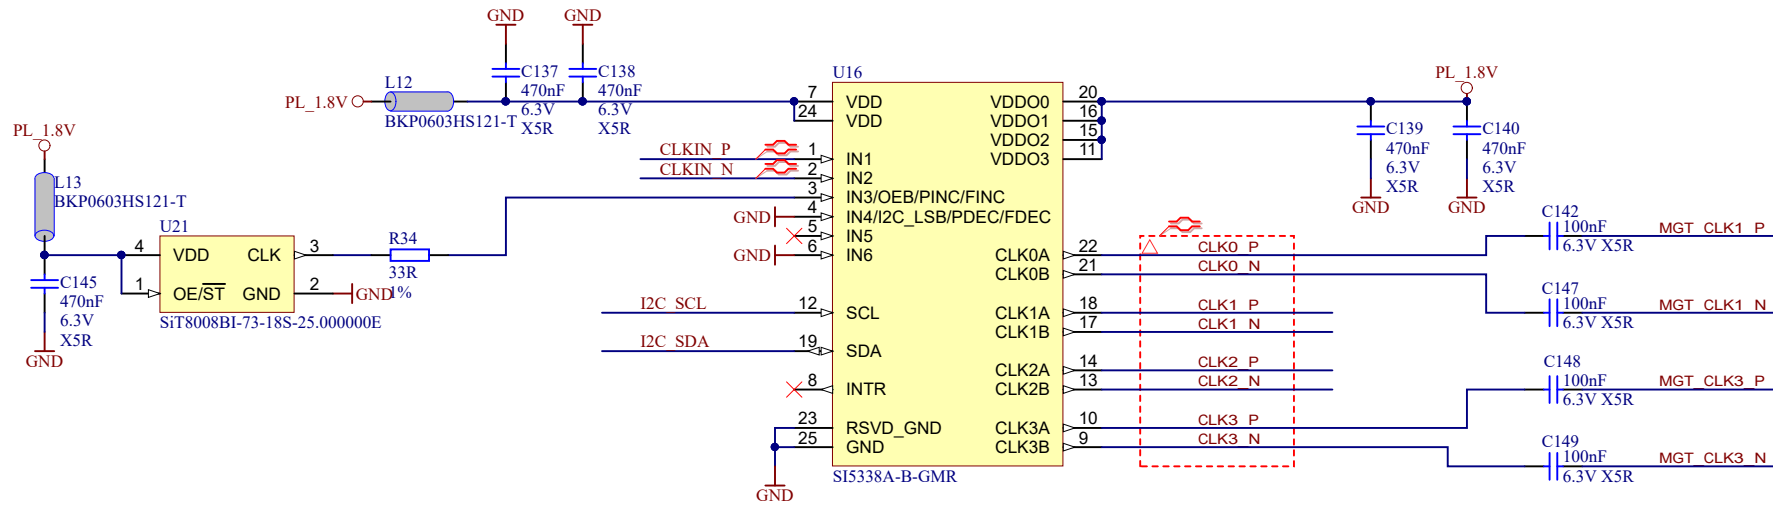 GND
GND
L12
PL_1.8V
BKP0603HS121-T
C137
470nF
6.3V
X5R
C138
470nF
6.3V
X5R
PL_1.8V
L13
BKP0603HS121-T
U21
4
VDD
CLK
3
1
OE/ST
GND
2
GND
SiT8008BI-73-18S-25.000000E
C145
470nF
6.3V
X5R
GND
R34
33R
1%
CLKIN_P
CLKIN_N
GND
GND
I2C_SCL
I2C_SDA
GND
U16
7
VDD
24
VDD
1
IN1
2
IN2
3
IN3/OEB/PINC/FINC
4
IN4/I2C_LSB/PDEC/FDEC
5
IN5
6
IN6
12
SCL
19
SDA
8
INTR
23
RSVD_GND
25
GND
VDDO0
20
VDDO1
16
VDDO2
15
VDDO3
11
CLK0A
22
CLK0B
21
CLK1A
18
CLK1B
17
CLK2A
14
CLK2B
13
CLK3A
10
CLK3B
9
SI5338A-B-GMR
CLK0_P
CLK0_N
CLK1_P
CLK1_N
CLK2_P
CLK2_N
CLK3_P
CLK3_N
PL_1.8V
C139
470nF
6.3V
X5R
GND
C140
470nF
6.3V
X5R
GND
C142
100nF
6.3V X5R
MGT_CLK1_P
C147
100nF
6.3V X5R
MGT_CLK1_N
C148
100nF
6.3V X5R
MGT_CLK3_P
C149
100nF
6.3V X5R
MGT_CLK3_N